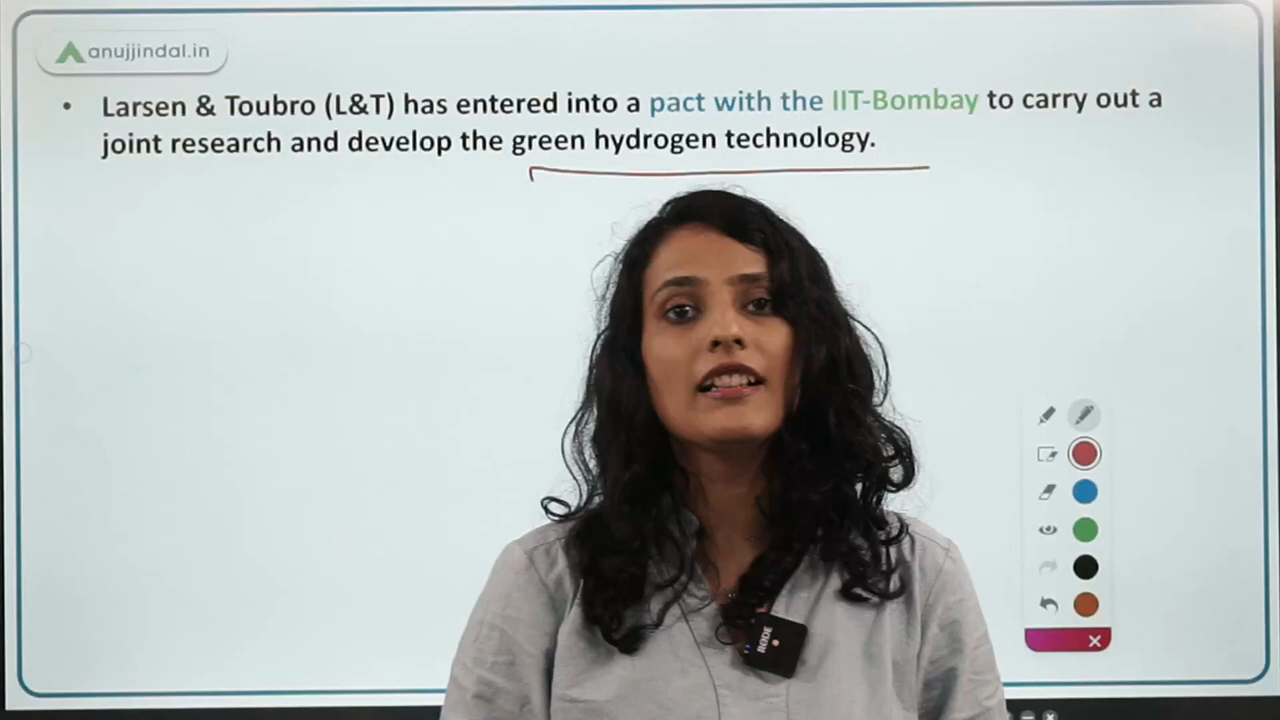 anujjindal.in
• Larsen & Toubro (L&T) has entered into a pact with the IIT-Bombay to carry out a
joint research and develop the green hydrogen technology.
RODE